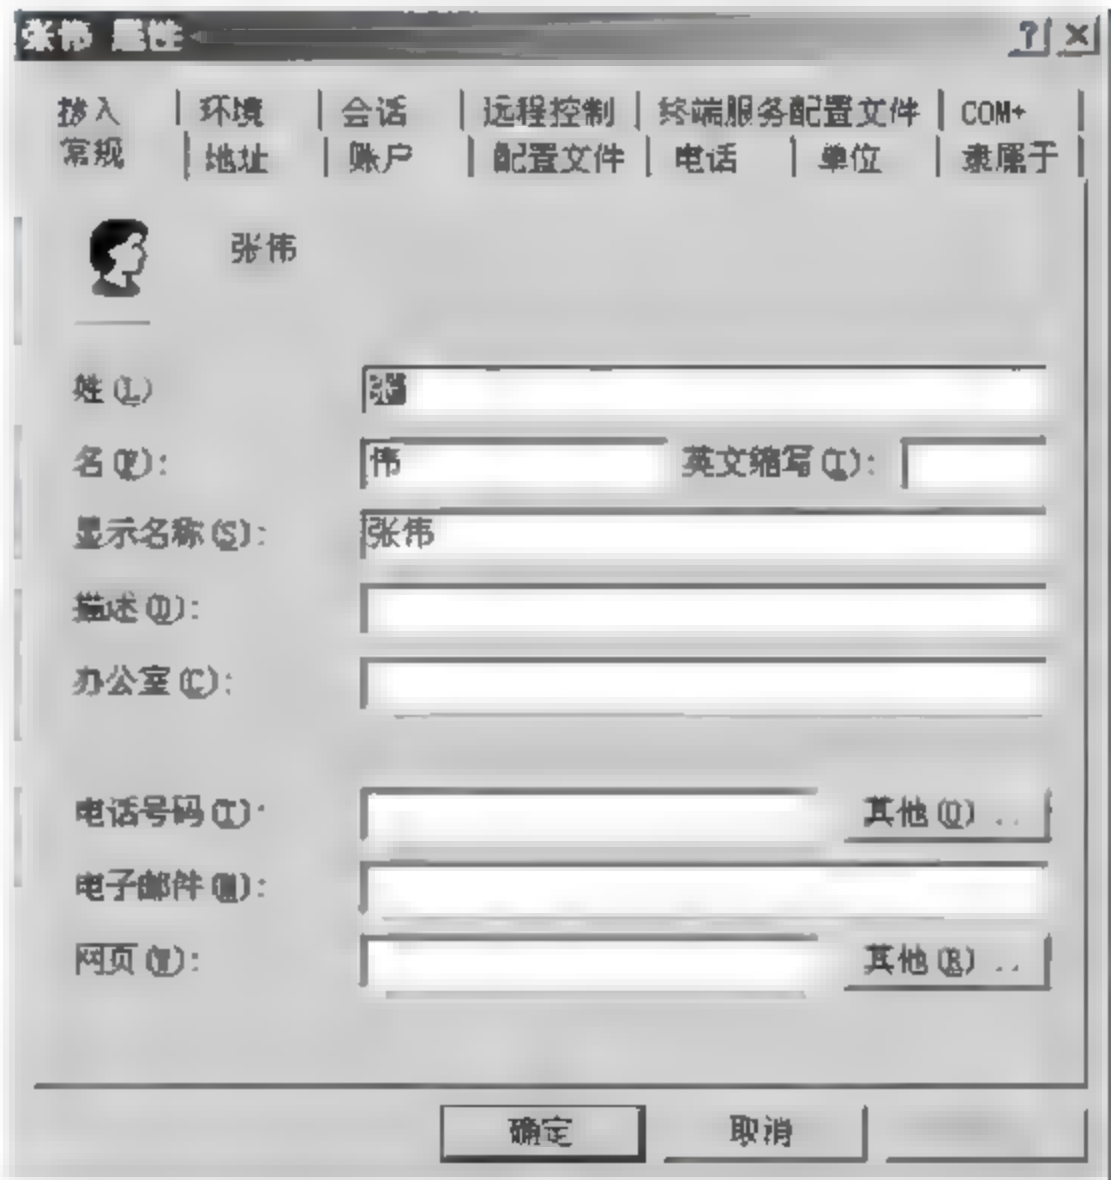 张伟 属性 ? ×
拨入 环境 会话 远程控制 终端服务配置文件 COM+
常规 地址 账户 配置文件 电话 单位 隶属于
张伟
姓(L) 张
名(F): 伟 英文缩写(I):
显示名称(S): 张伟
描述(D):
办公室(C):
电话号码(T): 其他(O)...
电子邮件(M):
网页(W): 其他(R)...
确定 取消